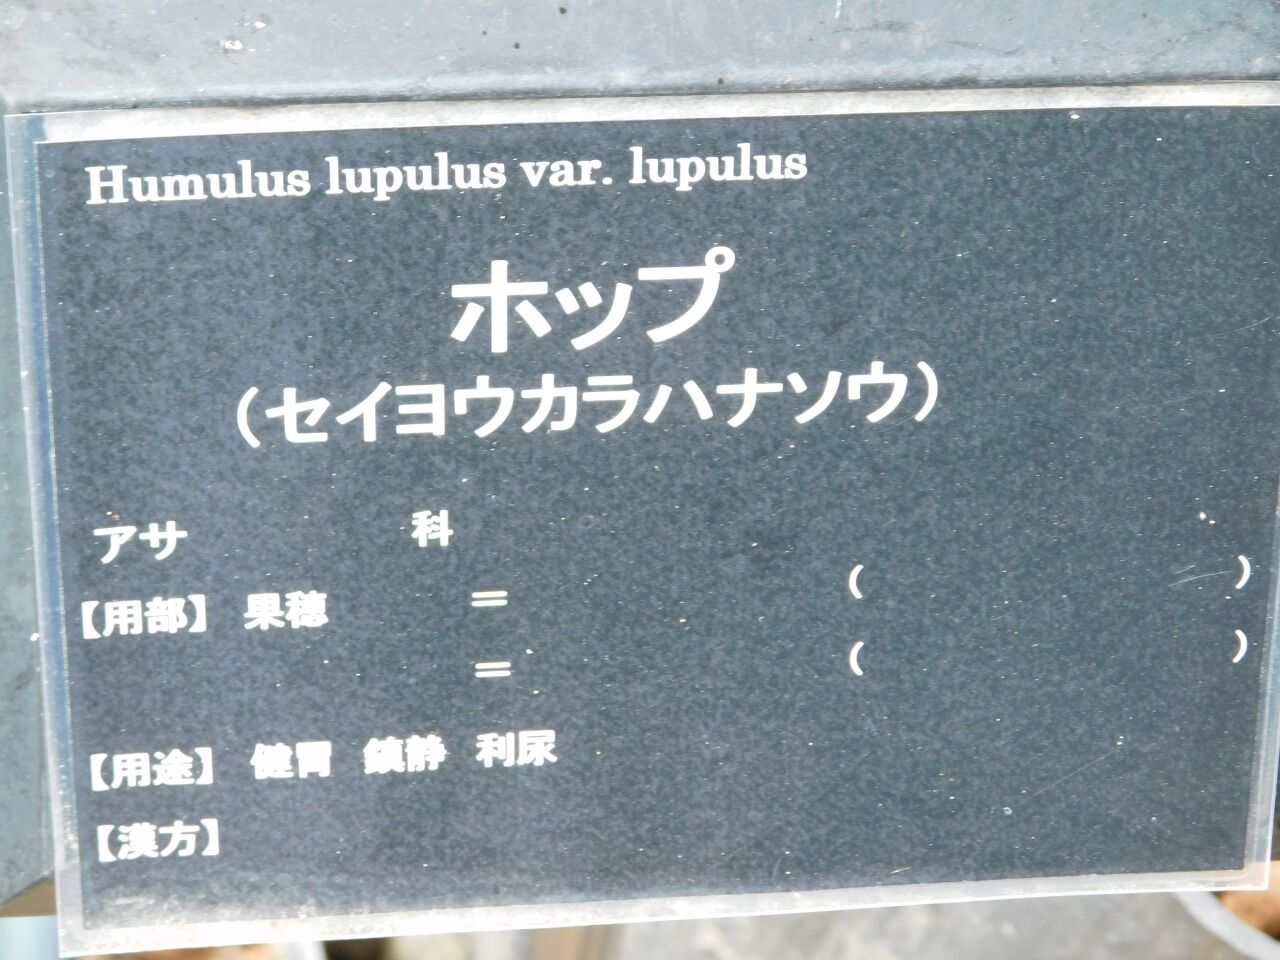 Humulus lupulus var. lupulus
ホップ
（セイヨウカラハナソウ）
アサ 科
【用部】 果穂 ＝ （ ）
＝ （ ）
【用途】 健胃 鎮静 利尿
【漢方】